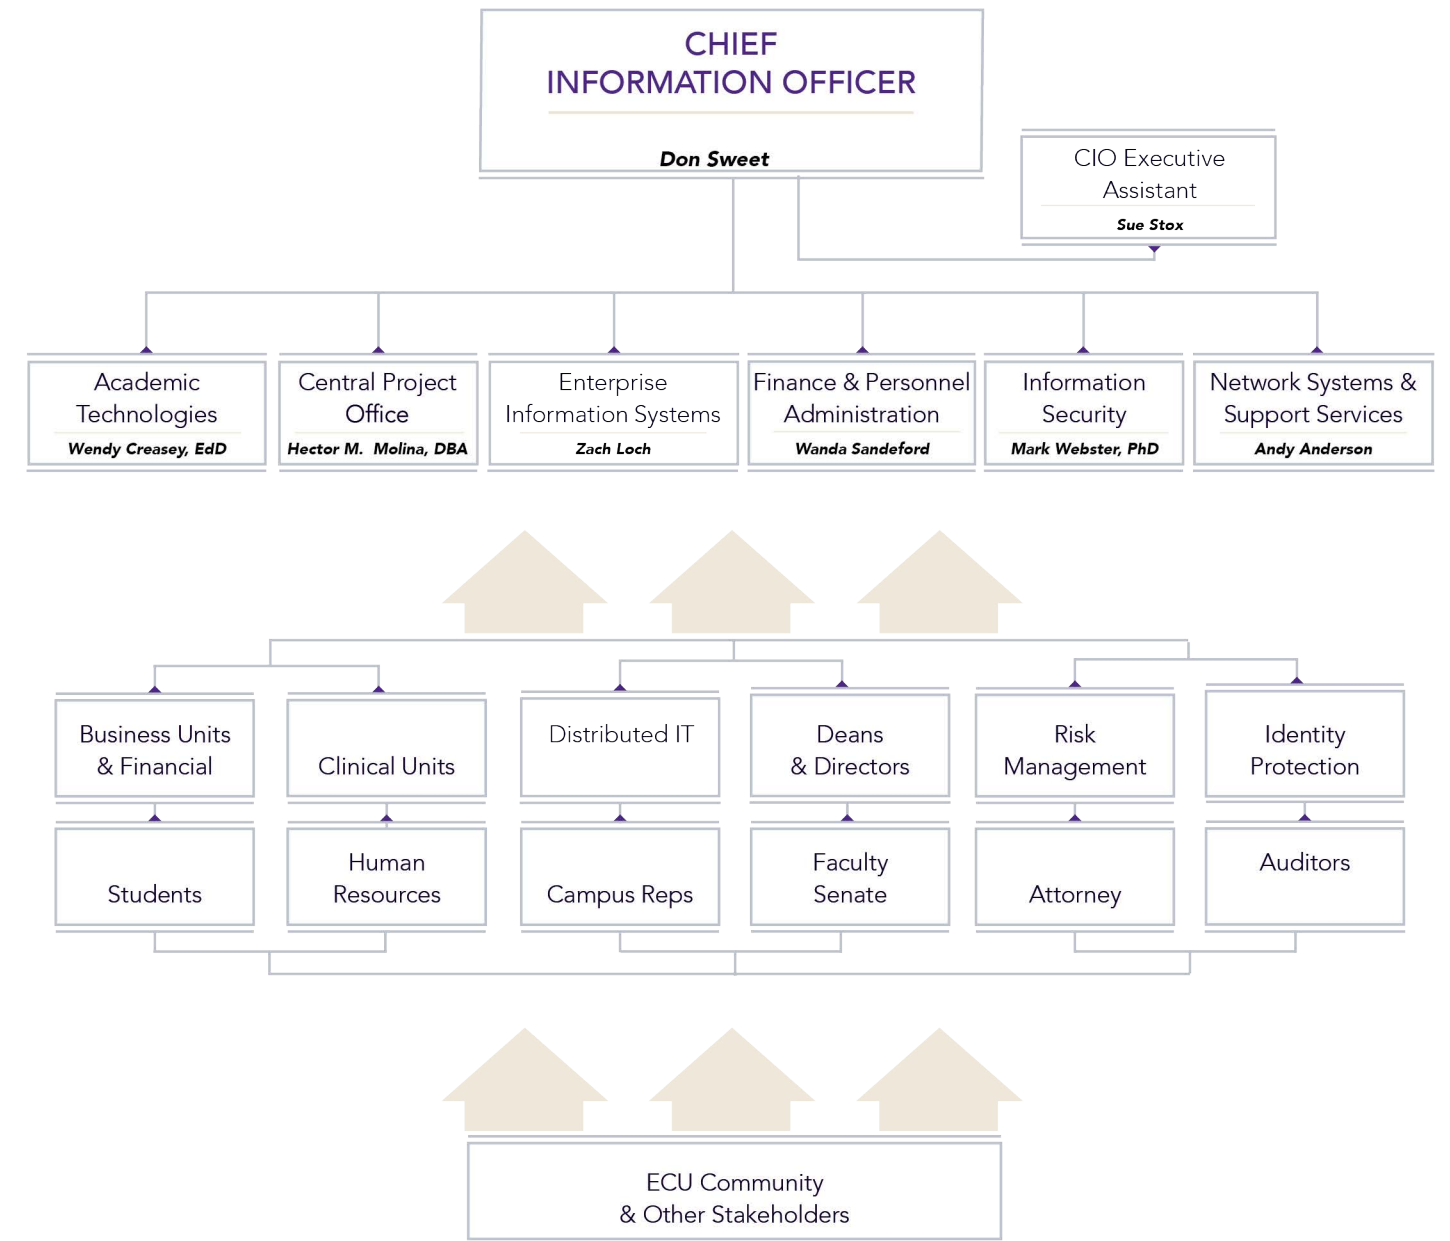 CHIEF
INFORMATION OFFICER
Don Sweet
CIO Executive
Assistant
Sue Stox
Academic
Technologies
Wendy Creasey, EdD
Central Project
Office
Hector M. Molina, DBA
Enterprise
Information Systems
Zach Loch
Finance & Personnel
Administration
Wanda Sandeford
Information
Security
Mark Webster, PhD
Network Systems &
Support Services
Andy Anderson
Business Units
& Financial
Clinical Units
Distributed IT
Deans
& Directors
Risk
Management
Identity
Protection
Students
Human
Resources
Campus Reps
Faculty
Senate
Attorney
Auditors
ECU Community
& Other Stakeholders